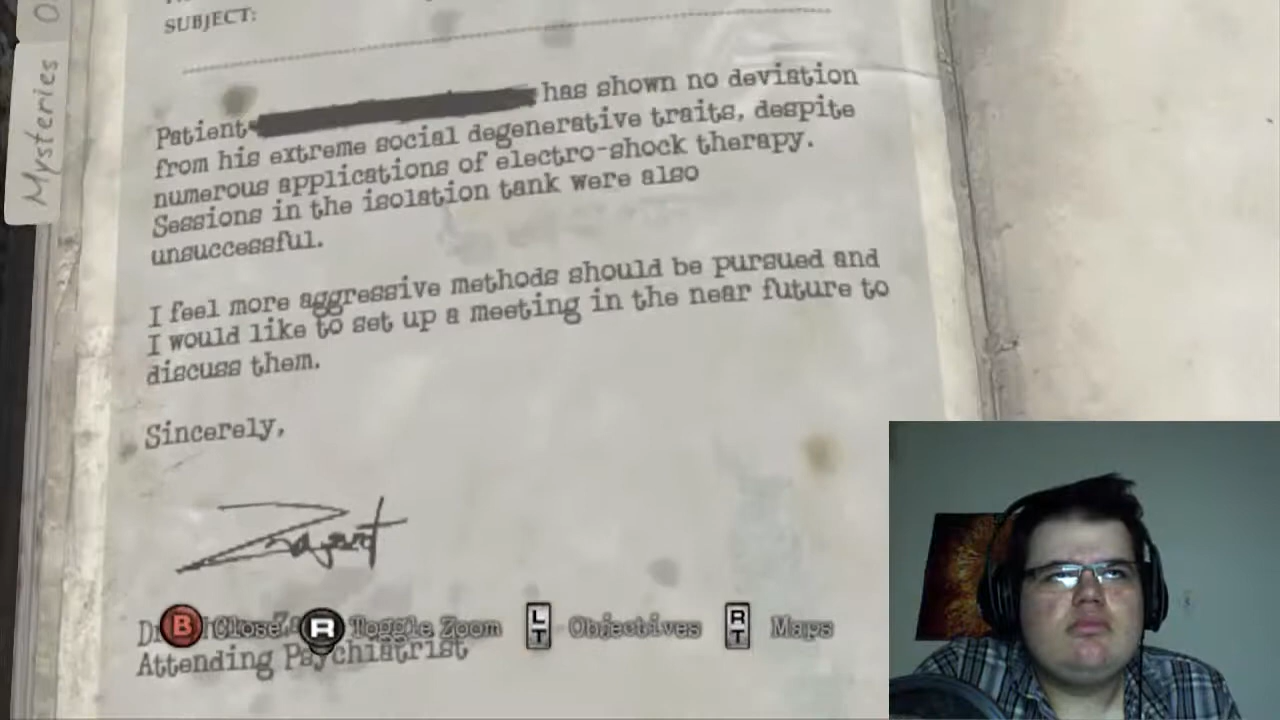 SUBJECT:
Mysteries
Patient has shown no deviation
from his extreme social degenerative traits, despite
numerous applications of electro-shock therapy.
Sessions in the isolation tank were also
unsuccessful.
I feel more aggressive methods should be pursued and
I would like to set up a meeting in the near future to
discuss them.
Sincerely,
B Close R Toggle Zoom LT Objectives RT Maps
Attending Psychiatrist